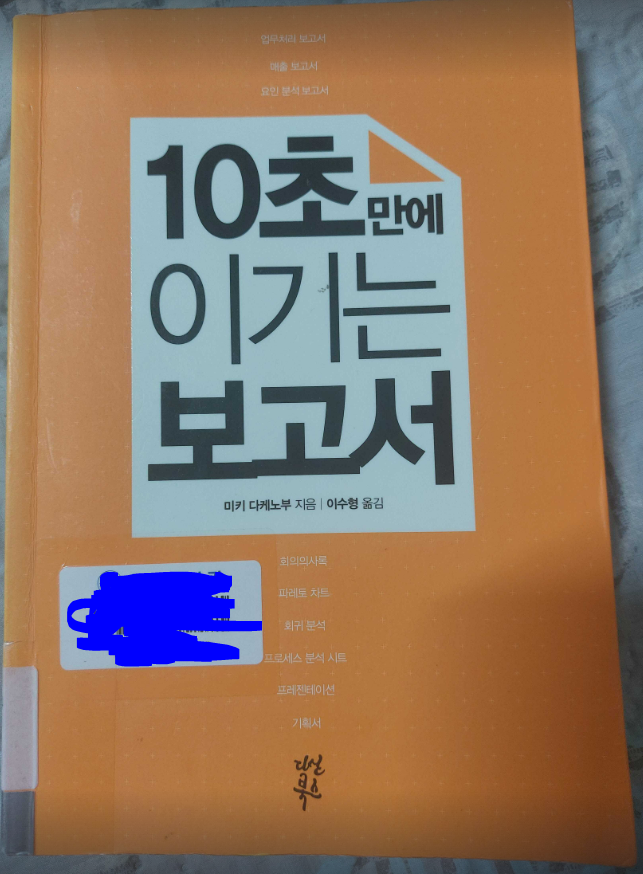 업무처리 보고서
매출 보고서
요인 분석 보고서
10초만에
이기는
보고서
미키 다케노부 지음 | 이수형 옮김
회의의사록
파레토 차트
회귀 분석
프로세스 분석 시트
프레젠테이션
기획서
다산
북스